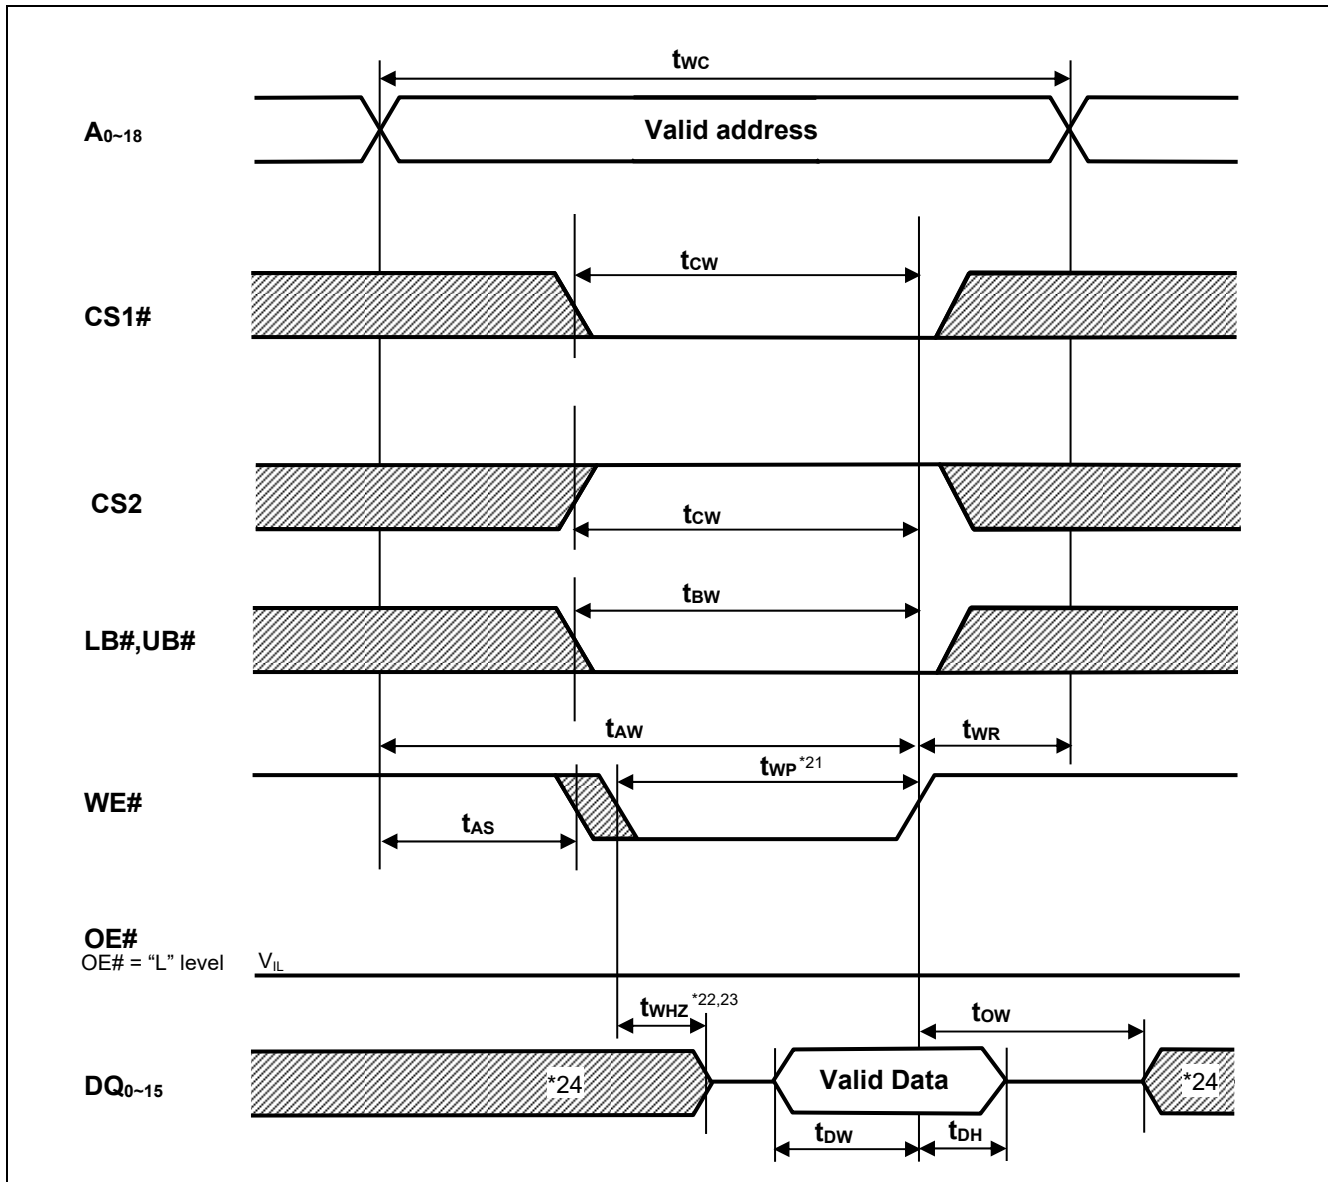 tWC
A0~18
Valid address
tCW
CS1#
CS2
tCW
tBW
LB#,UB#
tAW
tWR
tWP *21
WE#
tAS
OE#
OE# = “L” level
VIL
tWHZ *22,23
tOW
DQ0~15
*24
Valid Data
*24
tDW
tDH